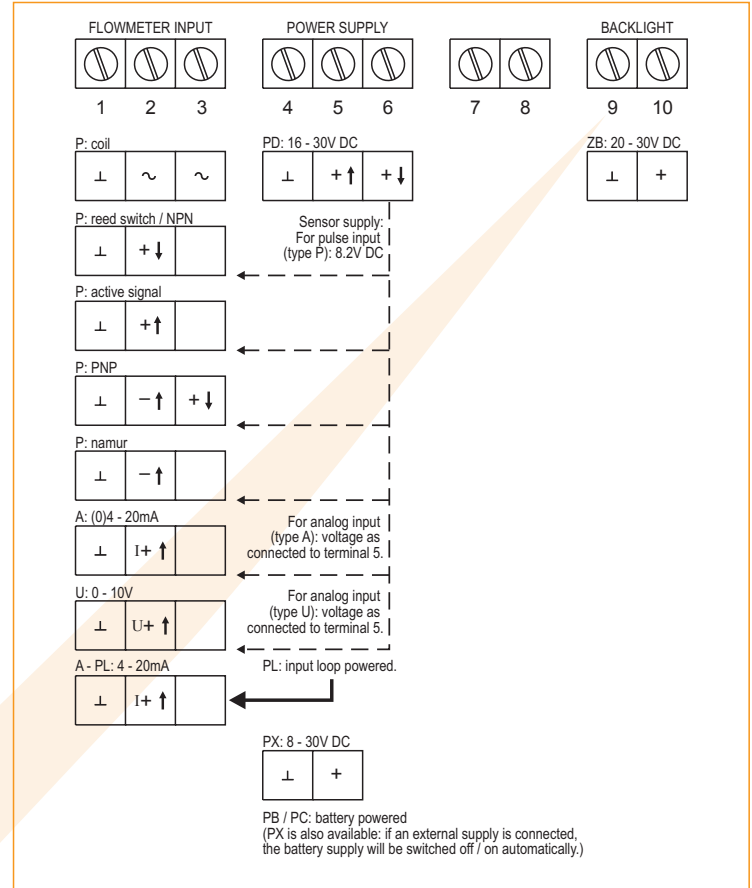 FLOWMETER INPUT POWER SUPPLY BACKLIGHT
1 2 3 4 5 6 7 8 9 10
P: coil PD: 16 - 30V DC ZB: 20 - 30V DC
⊥ ~ ~ ⊥ +↑ +↓ ⊥ +
P: reed switch / NPN
⊥ +↓
Sensor supply:
For pulse input
(type P): 8.2V DC
P: active signal
⊥ +↑
P: PNP
⊥ −↑ +↓
P: namur
⊥ −↑
A: (0)4 - 20mA
⊥ I+ ↑
For analog input
(type A): voltage as
connected to terminal 5.
U: 0 - 10V
⊥ U+ ↑
For analog input
(type U): voltage as
connected to terminal 5.
A - PL: 4 - 20mA PL: input loop powered.
⊥ I+ ↑
PX: 8 - 30V DC
⊥ +
PB / PC: battery powered
(PX is also available: if an external supply is connected,
the battery supply will be switched off / on automatically.)